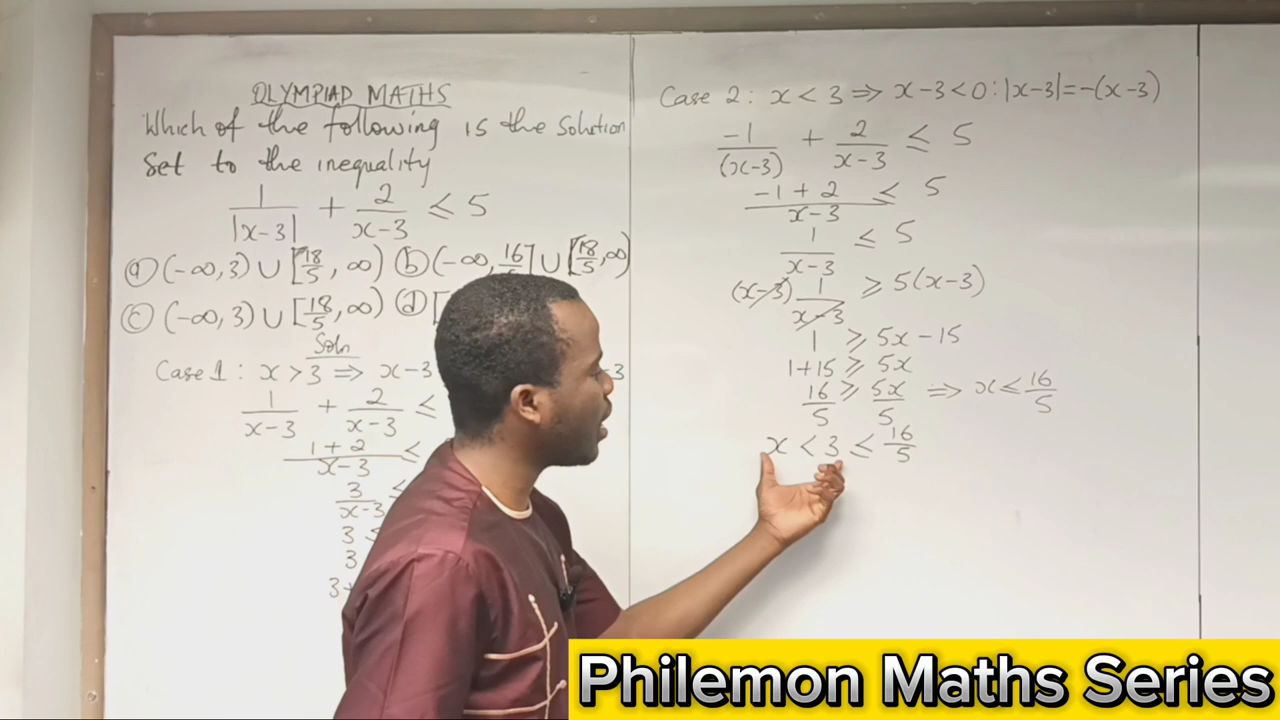 OLYMPIAD MATHS
Which of the following is the Solution
Set to the inequality
1/|x-3| + 2/x-3 ≤ 5
ⓐ (-∞, 3) ∪ [18/5, ∞) ⓑ (-∞, 16/5] ∪ [18/5, ∞)
ⓒ (-∞, 3) ∪ [18/5, ∞) ⓓ [
Soln
Case 1: x > 3 ⇒ x-3
3
1/x-3 + 2/x-3 ≤
1+2/x-3 ≤
3/x-3 ≤
3 ≤
3
3+
Case 2: x < 3 ⇒ x-3 < 0: |x-3| = -(x-3)
-1/(x-3) + 2/x-3 ≤ 5
-1+2/x-3 ≤ 5
1/x-3 ≤ 5
(x-3) 1/x-3 ≥ 5(x-3)
1 ≥ 5x - 15
1+15 ≥ 5x
16/5 ≥ 5x/5 ⇒ x ≤ 16/5
x < 3 ≤ 16/5
Philemon Maths Series